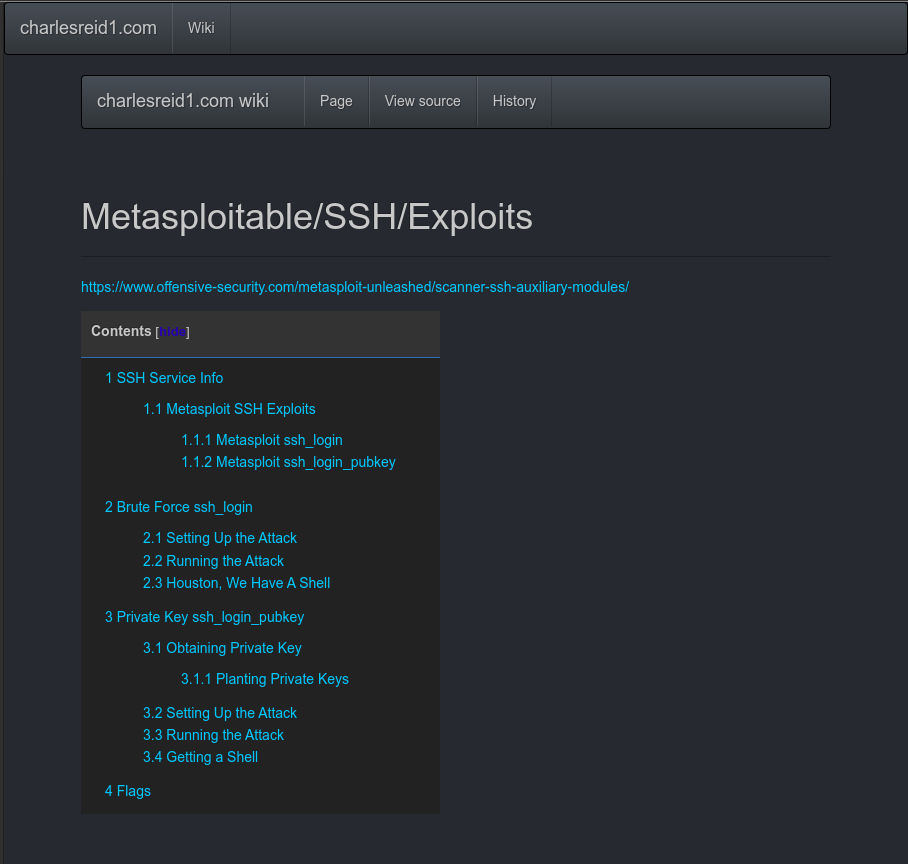 charlesreid1.com Wiki
charlesreid1.com wiki Page View source History
Metasploitable/SSH/Exploits
https://www.offensive-security.com/metasploit-unleashed/scanner-ssh-auxiliary-modules/
Contents [hide]
1 SSH Service Info
1.1 Metasploit SSH Exploits
1.1.1 Metasploit ssh_login
1.1.2 Metasploit ssh_login_pubkey
2 Brute Force ssh_login
2.1 Setting Up the Attack
2.2 Running the Attack
2.3 Houston, We Have A Shell
3 Private Key ssh_login_pubkey
3.1 Obtaining Private Key
3.1.1 Planting Private Keys
3.2 Setting Up the Attack
3.3 Running the Attack
3.4 Getting a Shell
4 Flags